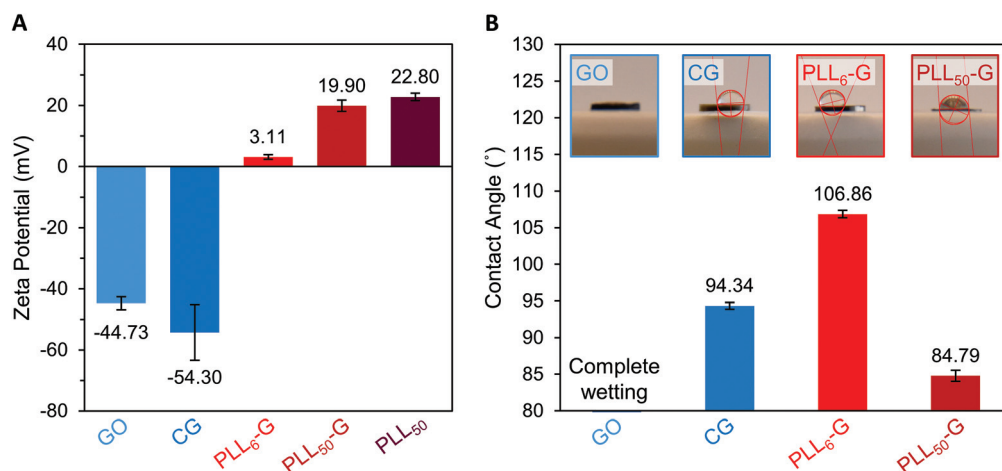 A
Zeta Potential (mV)
40
20
0
-20
-40
-60
-80
-44.73
-54.30
3.11
19.90
22.80
GO
CG
PLL₆-G
PLL₅₀-G
PLL₅₀
B
Contact Angle (˚)
130
125
120
115
110
105
100
95
90
85
80
GO
CG
PLL₆-G
PLL₅₀-G
Complete
wetting
94.34
106.86
84.79
GO
CG
PLL₆-G
PLL₅₀-G